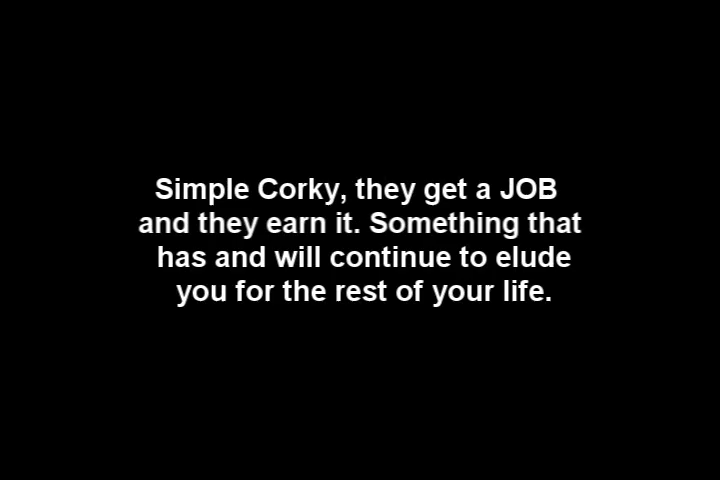 Simple Corky, they get a JOB
and they earn it. Something that
has and will continue to elude
you for the rest of your life.